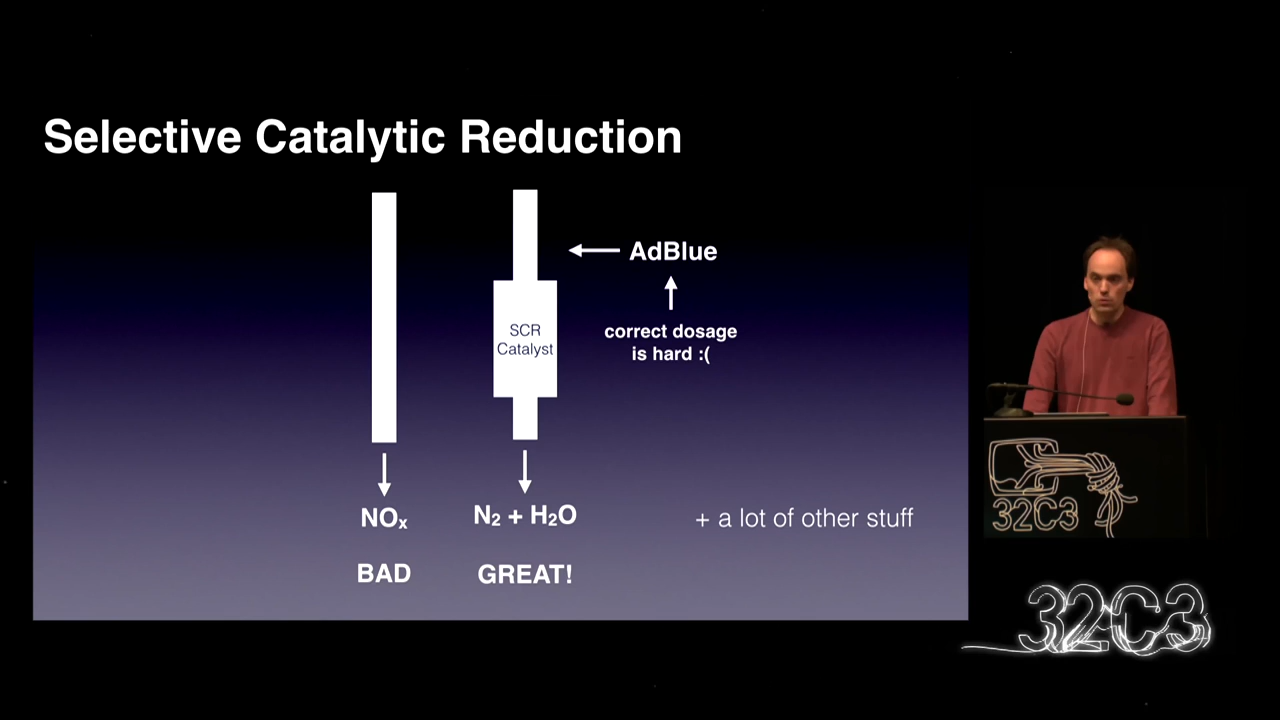 Selective Catalytic Reduction
AdBlue
correct dosage
is hard :(
SCR
Catalyst
NOₓ
N₂ + H₂O
+ a lot of other stuff
BAD
GREAT!
32C3
32C3